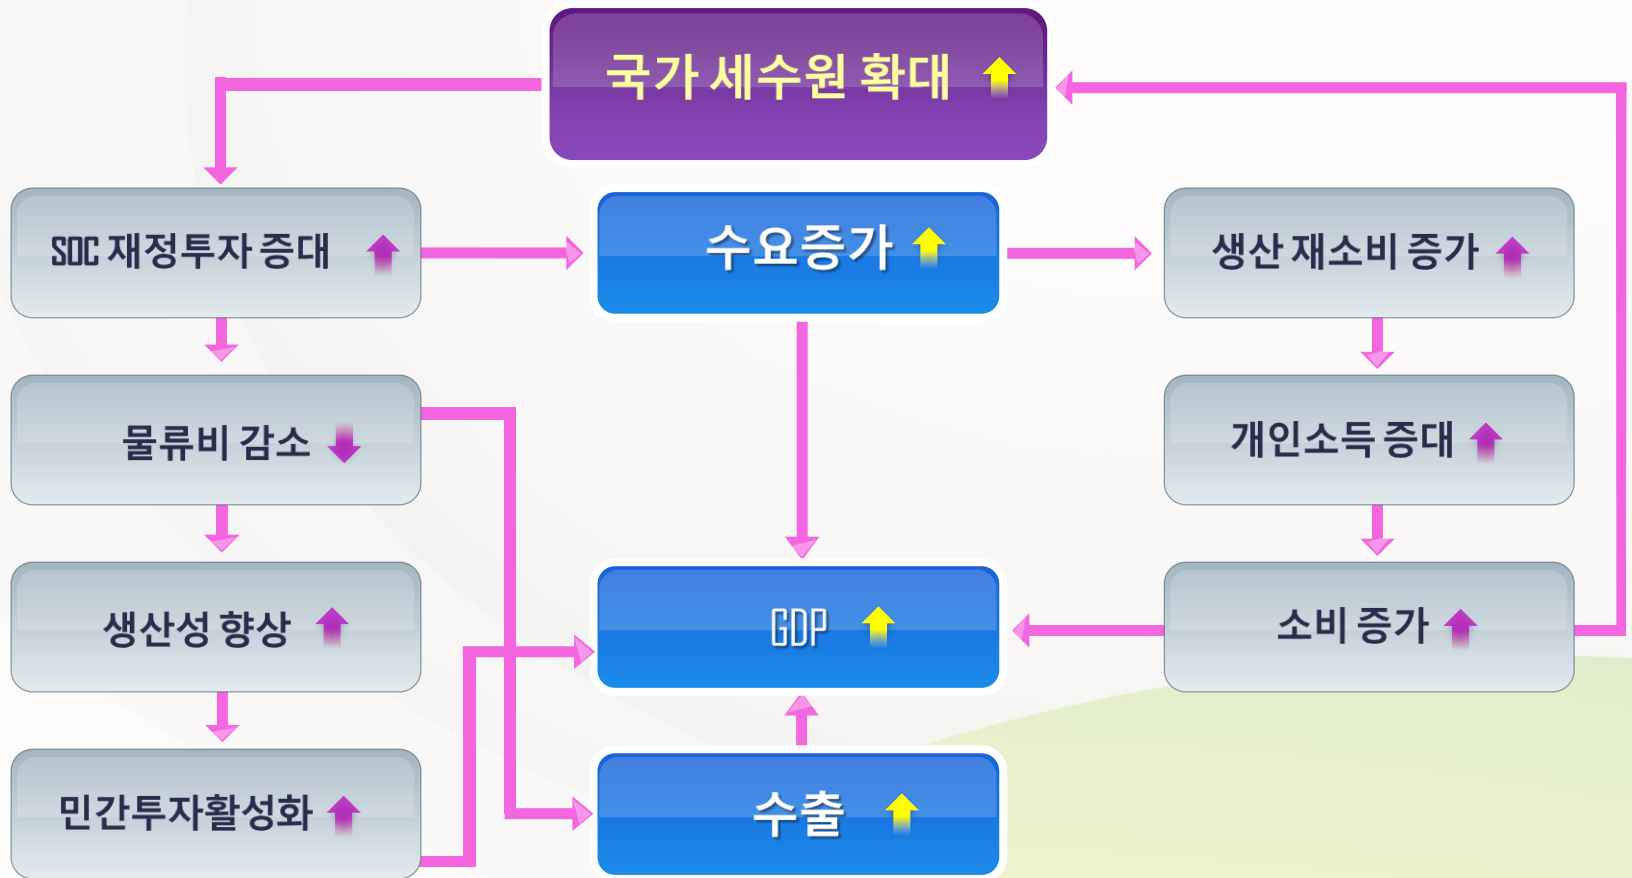 국가 세수원 확대
SOC 재정투자 증대
수요증가
생산 재소비 증가
물류비 감소
개인소득 증대
생산성 향상
GDP
소비 증가
민간투자활성화
수출